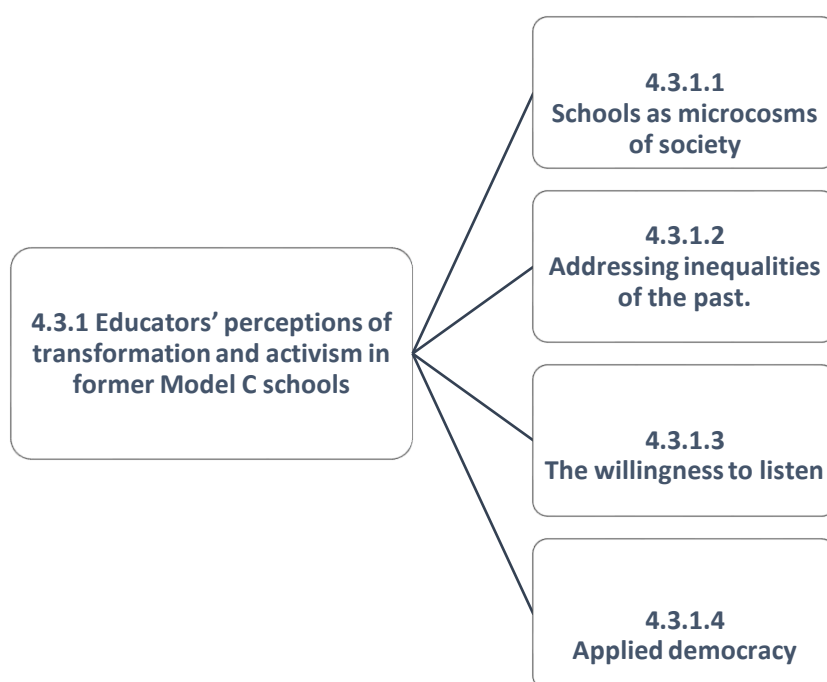 4.3.1.1
Schools as microcosms
of society
4.3.1.2
Addressing inequalities
of the past.
4.3.1 Educators’ perceptions of
transformation and activism in
former Model C schools
4.3.1.3
The willingness to listen
4.3.1.4
Applied democracy